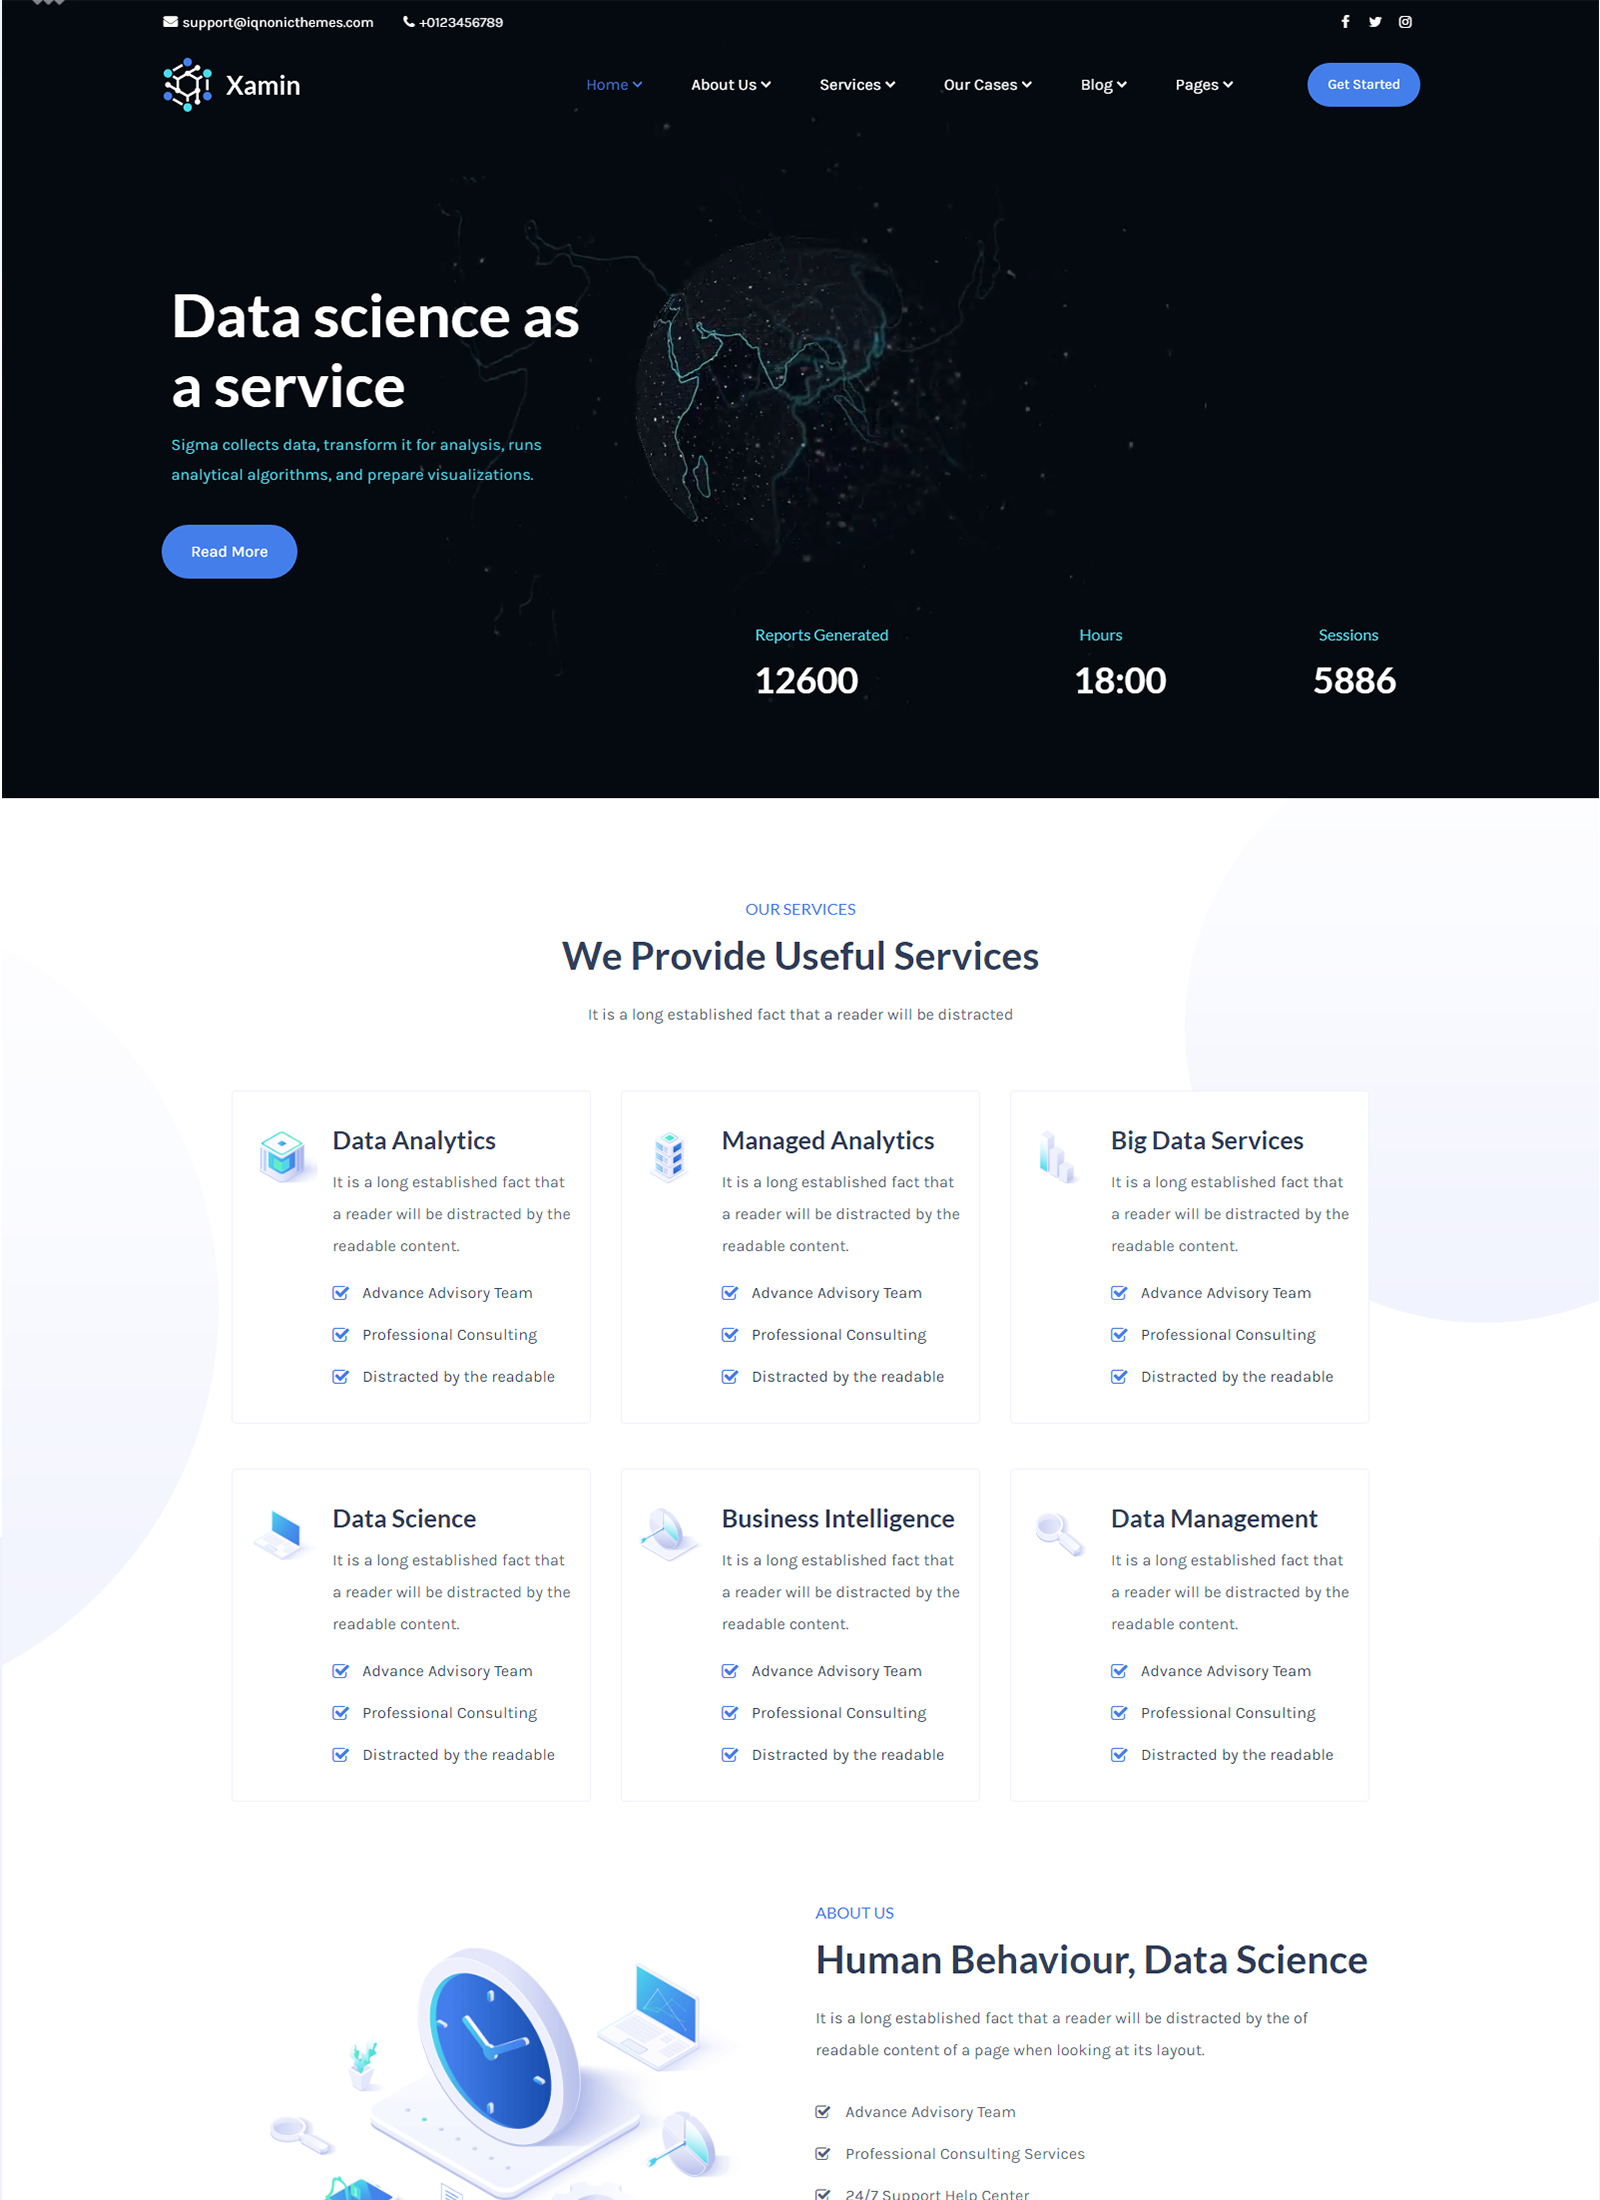 support@iqnonicthemes.com +0123456789
Xamin
Home About Us Services Our Cases Blog Pages Get Started
Data science as
a service
Sigma collects data, transform it for analysis, runs
analytical algorithms, and prepare visualizations.
Read More
Reports Generated Hours Sessions
12600 18:00 5886
OUR SERVICES
We Provide Useful Services
It is a long established fact that a reader will be distracted
Data Analytics
It is a long established fact that
a reader will be distracted by the
readable content.
Advance Advisory Team
Professional Consulting
Distracted by the readable
Managed Analytics
It is a long established fact that
a reader will be distracted by the
readable content.
Advance Advisory Team
Professional Consulting
Distracted by the readable
Big Data Services
It is a long established fact that
a reader will be distracted by the
readable content.
Advance Advisory Team
Professional Consulting
Distracted by the readable
Data Science
It is a long established fact that
a reader will be distracted by the
readable content.
Advance Advisory Team
Professional Consulting
Distracted by the readable
Business Intelligence
It is a long established fact that
a reader will be distracted by the
readable content.
Advance Advisory Team
Professional Consulting
Distracted by the readable
Data Management
It is a long established fact that
a reader will be distracted by the
readable content.
Advance Advisory Team
Professional Consulting
Distracted by the readable
ABOUT US
Human Behaviour, Data Science
It is a long established fact that a reader will be distracted by the of
readable content of a page when looking at its layout.
Advance Advisory Team
Professional Consulting Services
24/7 Support Help Center